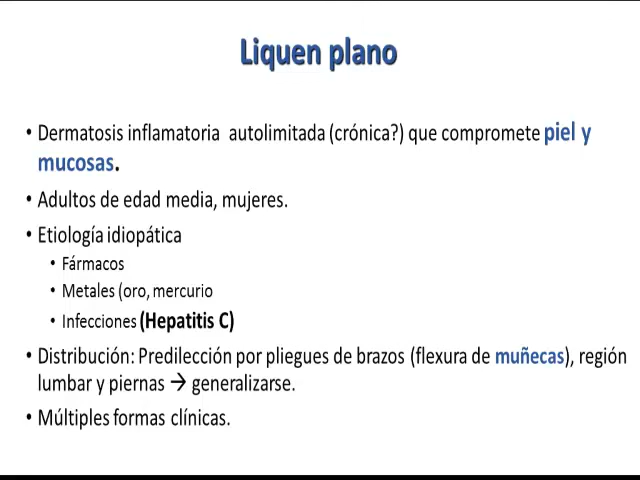 Liquen plano
• Dermatosis inflamatoria autolimitada (crónica?) que compromete piel y
mucosas.
• Adultos de edad media, mujeres.
• Etiología idiopática
• Fármacos
• Metales (oro, mercurio
• Infecciones (Hepatitis C)
• Distribución: Predilección por pliegues de brazos (flexura de muñecas), región
lumbar y piernas → generalizarse.
• Múltiples formas clínicas.